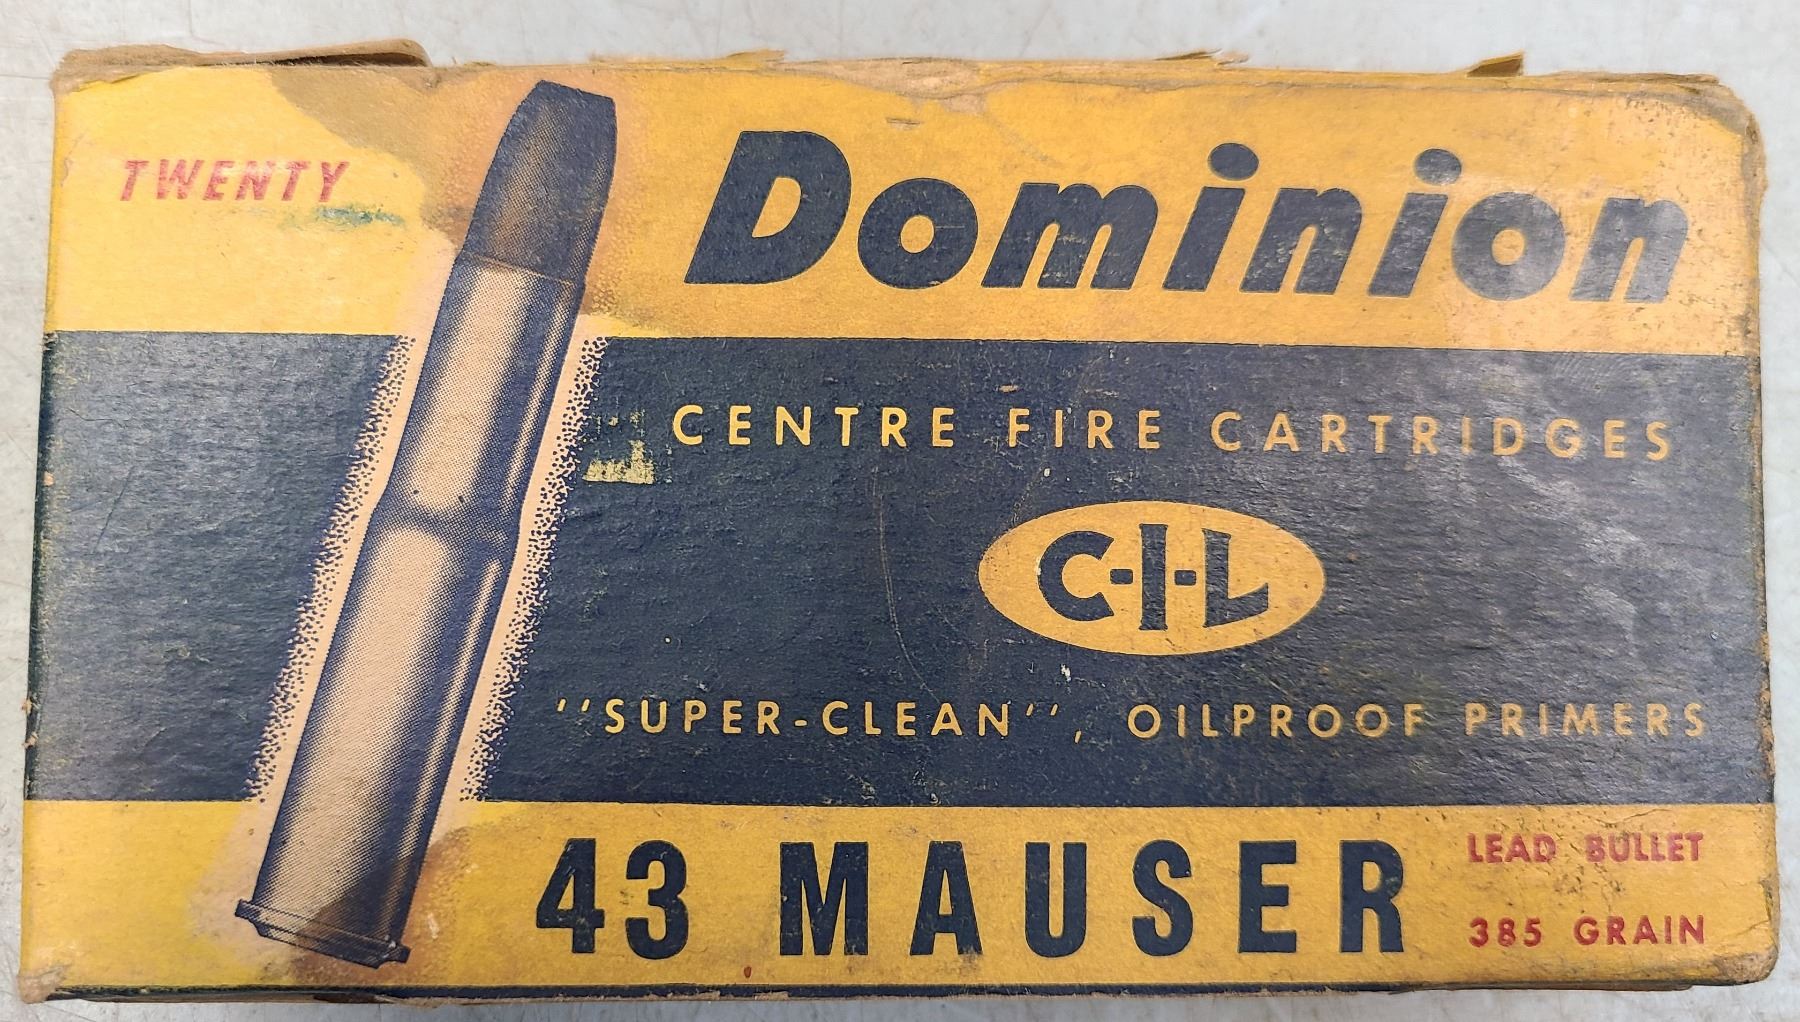 TWENTY
Dominion
CENTRE FIRE CARTRIDGES
C-I-L
"SUPER-CLEAN", OILPROOF PRIMERS
43 MAUSER
LEAD BULLET
385 GRAIN